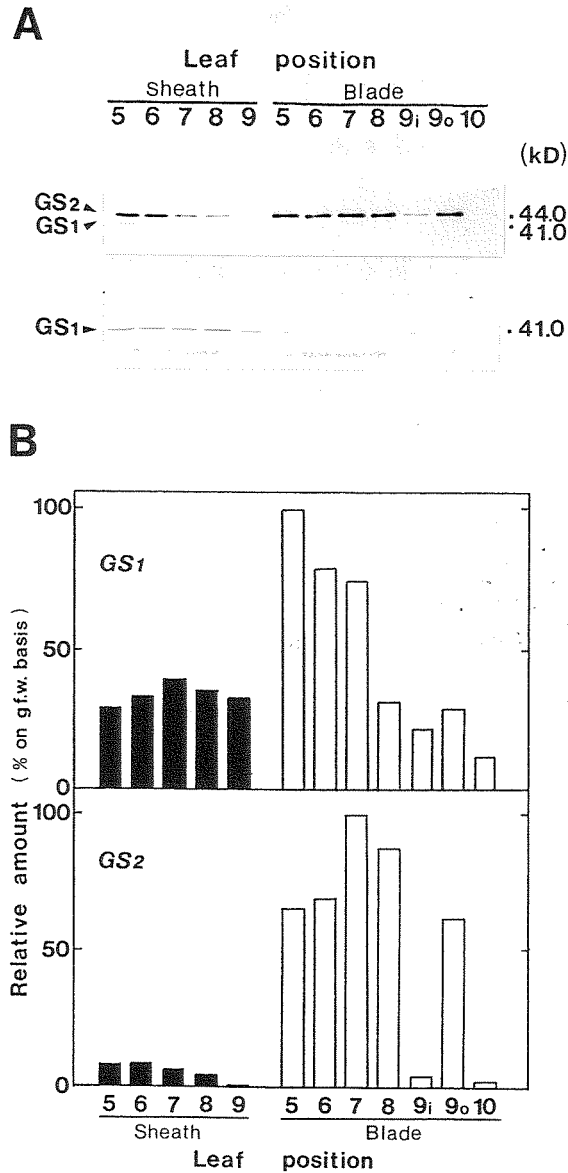 A
Leaf position
Sheath Blade
5 6 7 8 9 5 6 7 8 9i 9o 10
(kD)
GS2 44.0
GS1 41.0
GS1 41.0
B
100
GS1
50
0
100
GS2
50
0
Relative amount (% on gf.w. basis)
5 6 7 8 9 5 6 7 8 9i 9o 10
Sheath Blade
Leaf position